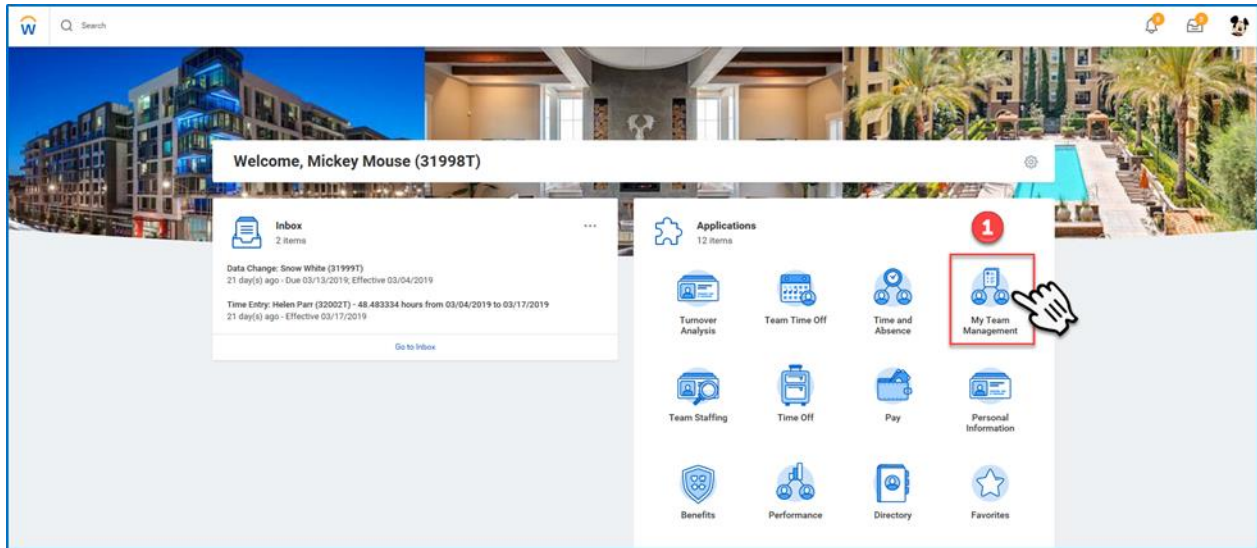 W
Search
Welcome, Mickey Mouse (31998T)
Inbox
2 items
Data Change: Snow White (31999T)
21 day(s) ago - Due 03/13/2019; Effective 03/04/2019
Time Entry: Helen Parr (32002T) - 48.483334 hours from 03/04/2019 to 03/17/2019
21 day(s) ago - Effective 03/17/2019
Go to Inbox
Applications
12 items
1
Turnover
Analysis
Team Time Off
Time and
Absence
My Team
Management
Team Staffing
Time Off
Pay
Personal
Information
Benefits
Performance
Directory
Favorites